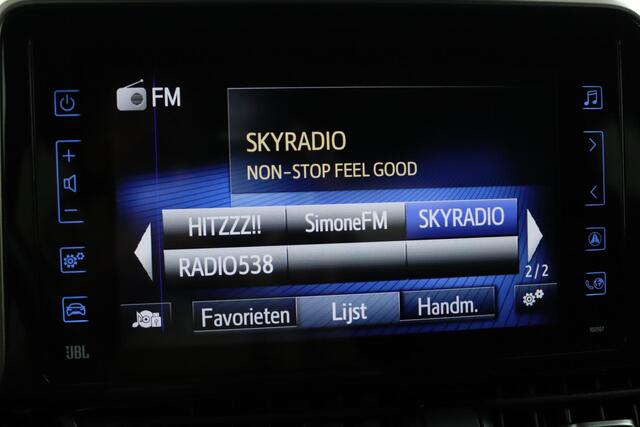 FM
SKYRADIO
NON-STOP FEEL GOOD
HITZZZ!! SimoneFM SKYRADIO
RADIO538
2/2
Favorieten Lijst Handm.
JBL